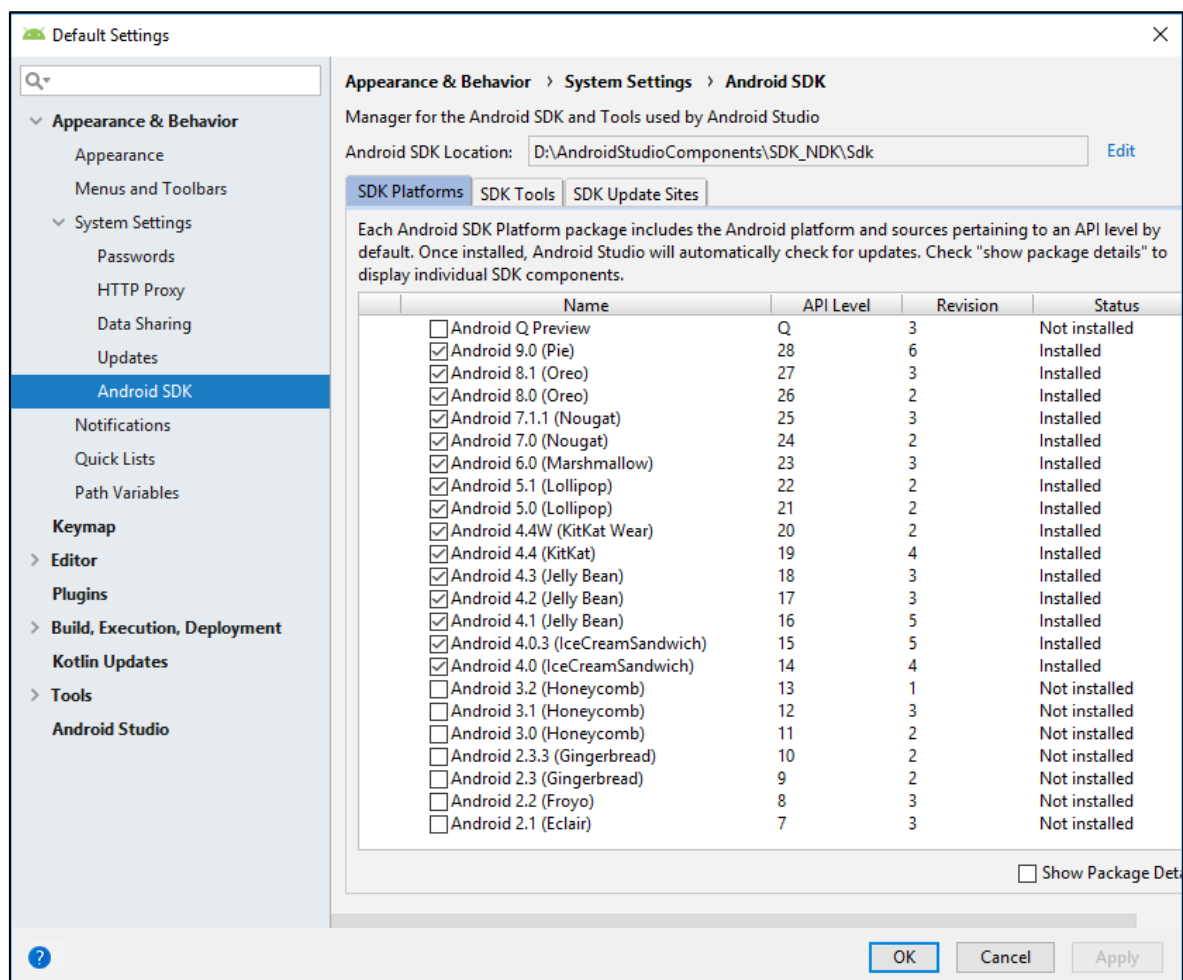 Default Settings
Appearance & Behavior
Appearance
Menus and Toolbars
System Settings
Passwords
HTTP Proxy
Data Sharing
Updates
Android SDK
Notifications
Quick Lists
Path Variables
Keymap
Editor
Plugins
Build, Execution, Deployment
Kotlin Updates
Tools
Android Studio
Appearance & Behavior > System Settings > Android SDK
Manager for the Android SDK and Tools used by Android Studio
Android SDK Location: D:\AndroidStudioComponents\SDK_NDK\Sdk Edit
SDK Platforms SDK Tools SDK Update Sites
Each Android SDK Platform package includes the Android platform and sources pertaining to an API level by
default. Once installed, Android Studio will automatically check for updates. Check "show package details" to
display individual SDK components.
Name API Level Revision Status
Android Q Preview Q 3 Not installed
Android 9.0 (Pie) 28 6 Installed
Android 8.1 (Oreo) 27 3 Installed
Android 8.0 (Oreo) 26 2 Installed
Android 7.1.1 (Nougat) 25 3 Installed
Android 7.0 (Nougat) 24 2 Installed
Android 6.0 (Marshmallow) 23 3 Installed
Android 5.1 (Lollipop) 22 2 Installed
Android 5.0 (Lollipop) 21 2 Installed
Android 4.4W (KitKat Wear) 20 2 Installed
Android 4.4 (KitKat) 19 4 Installed
Android 4.3 (Jelly Bean) 18 3 Installed
Android 4.2 (Jelly Bean) 17 3 Installed
Android 4.1 (Jelly Bean) 16 5 Installed
Android 4.0.3 (IceCreamSandwich) 15 5 Installed
Android 4.0 (IceCreamSandwich) 14 4 Installed
Android 3.2 (Honeycomb) 13 1 Not installed
Android 3.1 (Honeycomb) 12 3 Not installed
Android 3.0 (Honeycomb) 11 2 Not installed
Android 2.3.3 (Gingerbread) 10 2 Not installed
Android 2.3 (Gingerbread) 9 2 Not installed
Android 2.2 (Froyo) 8 3 Not installed
Android 2.1 (Eclair) 7 3 Not installed
Show Package Deta
?
OK Cancel Apply